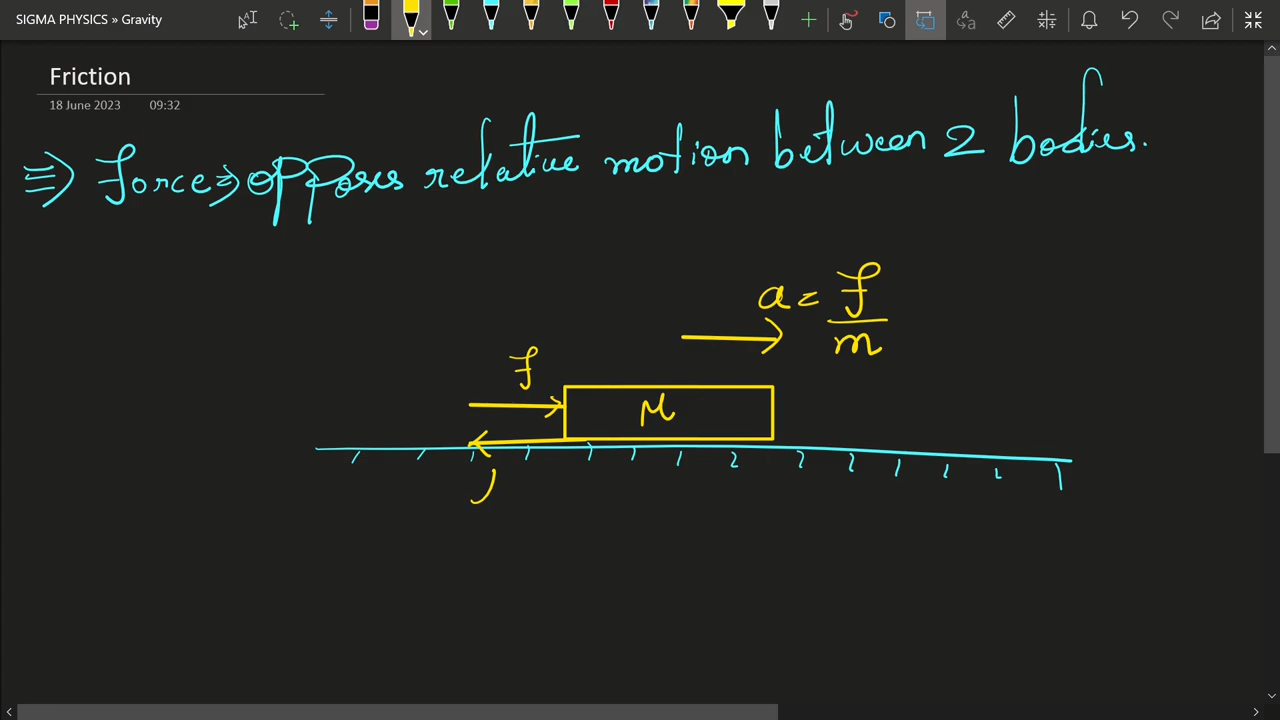 SIGMA PHYSICS » Gravity
Friction
18 June 2023 09:32
⇒ force ⇒ opposes relative motion between 2 bodies.
a = f/m
f
M